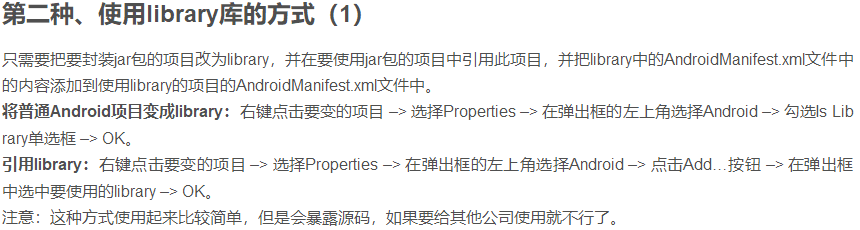 第二种、使用library库的方式（1）
只需要把要封装jar包的项目改为library，并在要使用jar包的项目中引用此项目，并把library中的AndroidManifest.xml文件中
的内容添加到使用library的项目的AndroidManifest.xml文件中。
将普通Android项目变成library：右键点击要变的项目 –> 选择Properties –> 在弹出框的左上角选择Android –> 勾选Is Lib
rary单选框 –> OK。
引用library：右键点击要变的项目 –> 选择Properties –> 在弹出框的左上角选择Android –> 点击Add…按钮 –> 在弹出框
中选中要使用的library –> OK。
注意：这种方式使用起来比较简单，但是会暴露源码，如果要给其他公司使用就不行了。